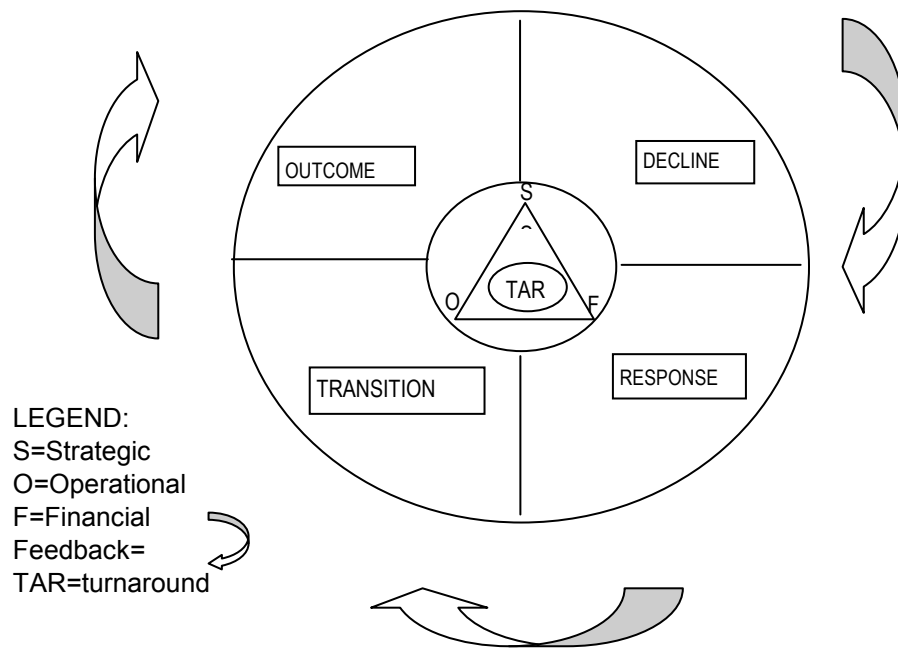 OUTCOME
DECLINE
S
TAR
O
F
TRANSITION
RESPONSE
LEGEND:
S=Strategic
O=Operational
F=Financial
Feedback=
TAR=turnaround